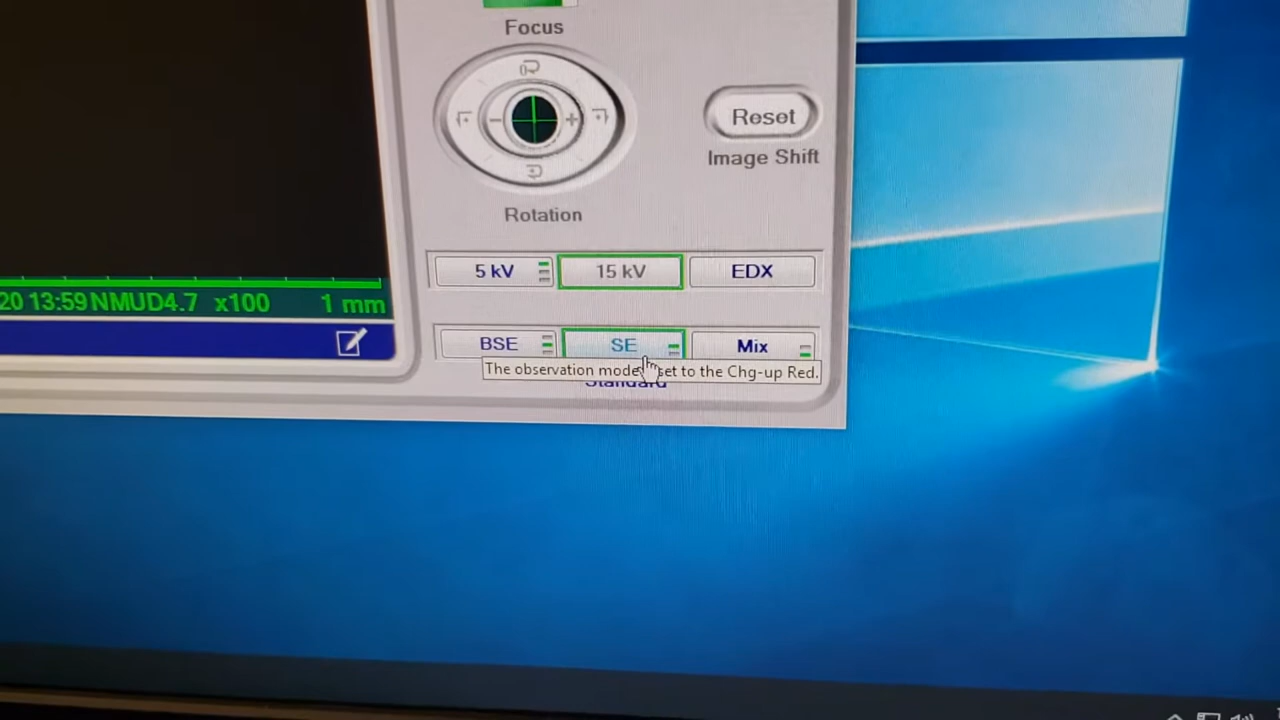 Focus
Reset
Image Shift
Rotation
5 kV 15 kV EDX
20 13:59 NMUD4.7 x100 1 mm
BSE SE Mix
The observation mode set to the Chg-up Red.
Standard